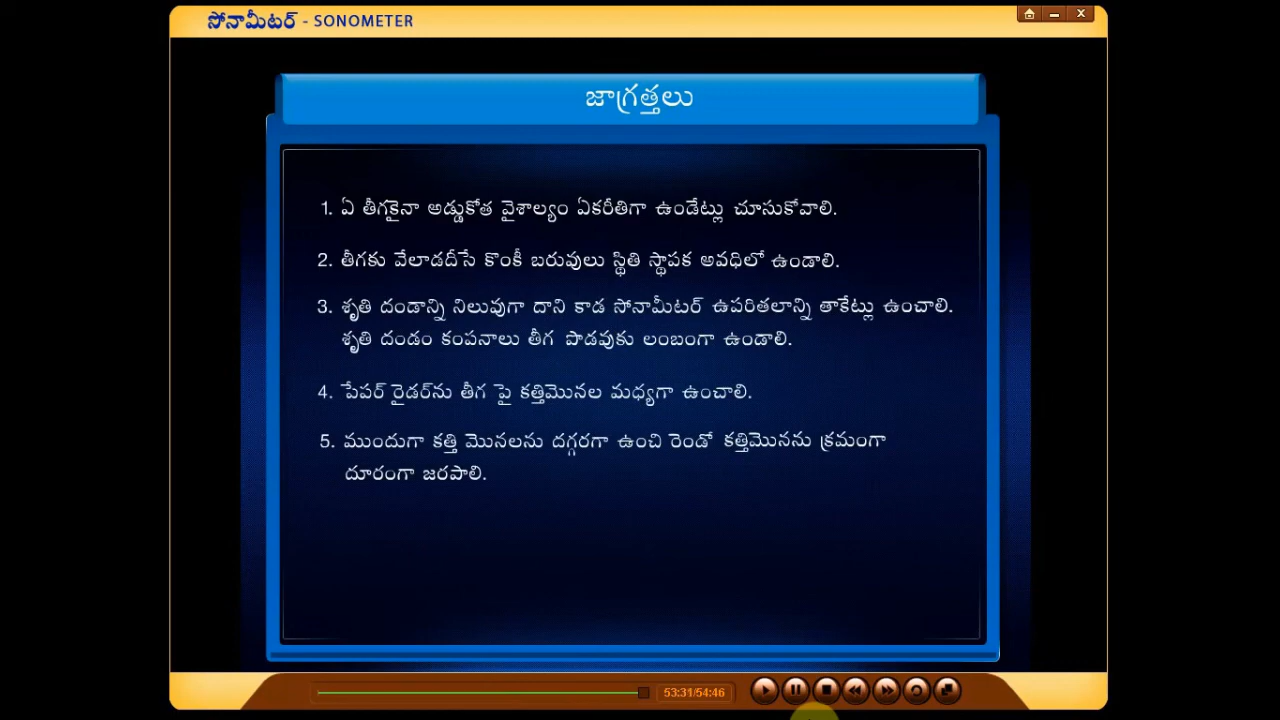 సోనామీటర్ - SONOMETER
జాగ్రత్తలు
1. ఏ తీగకైనా అడ్డుకోత వైశాల్యం ఏకరీతిగా ఉండేట్లు చూసుకోవాలి.
2. తీగకు వేలాడదీసే కొంకీ బరువులు స్థితి స్థాపక అవధిలో ఉండాలి.
3. శృతి దండాన్ని నిలువుగా దాని కాడ సోనామీటర్ ఉపరితలాన్ని తాకేట్లు ఉంచాలి.
శృతి దండం కంపనాలు తీగ పొడవుకు లంబంగా ఉండాలి.
4. పేపర్ రైడర్‌ను తీగ పై కత్తిమొనల మధ్యగా ఉంచాలి.
5. ముందుగా కత్తి మొనలను దగ్గరగా ఉంచి రెండో కత్తిమొనను క్రమంగా
దూరంగా జరపాలి.
53:31/54:46